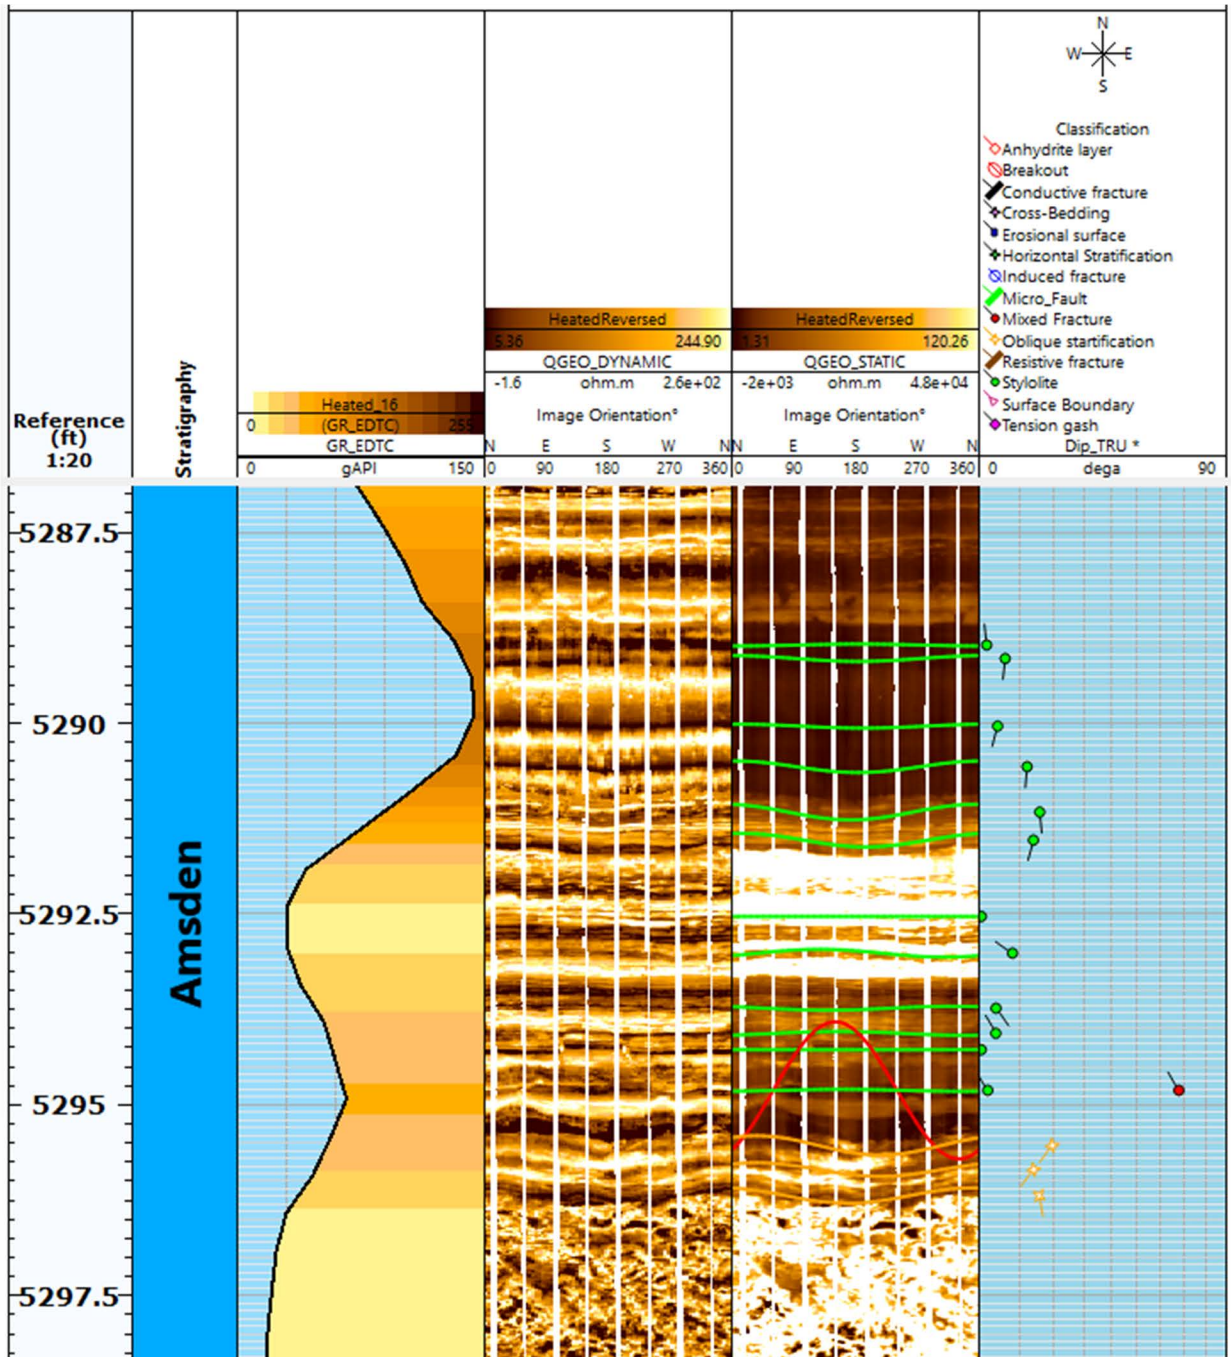 N
W E
S
Classification
Anhydrite layer
Breakout
Conductive fracture
Cross-Bedding
Erosional surface
Horizontal Stratification
Induced fracture
Micro_Fault
Mixed Fracture
Oblique startification
Resistive fracture
Stylolite
Surface Boundary
Tension gash
Dip_TRU *
0 dega 90
Reference
(ft)
1:20
Stratigraphy
Heated_16
0 (GR_EDTC) 255
GR_EDTC
0 gAPI 150
HeatedReversed
5.36 244.90
QGEO_DYNAMIC
-1.6 ohm.m 2.6e+02
Image Orientation°
N E S W N
0 90 180 270 360
HeatedReversed
1.31 120.26
QGEO_STATIC
-2e+03 ohm.m 4.8e+04
Image Orientation°
N E S W N
0 90 180 270 360
5287.5
5290
5292.5
5295
5297.5
Amsden